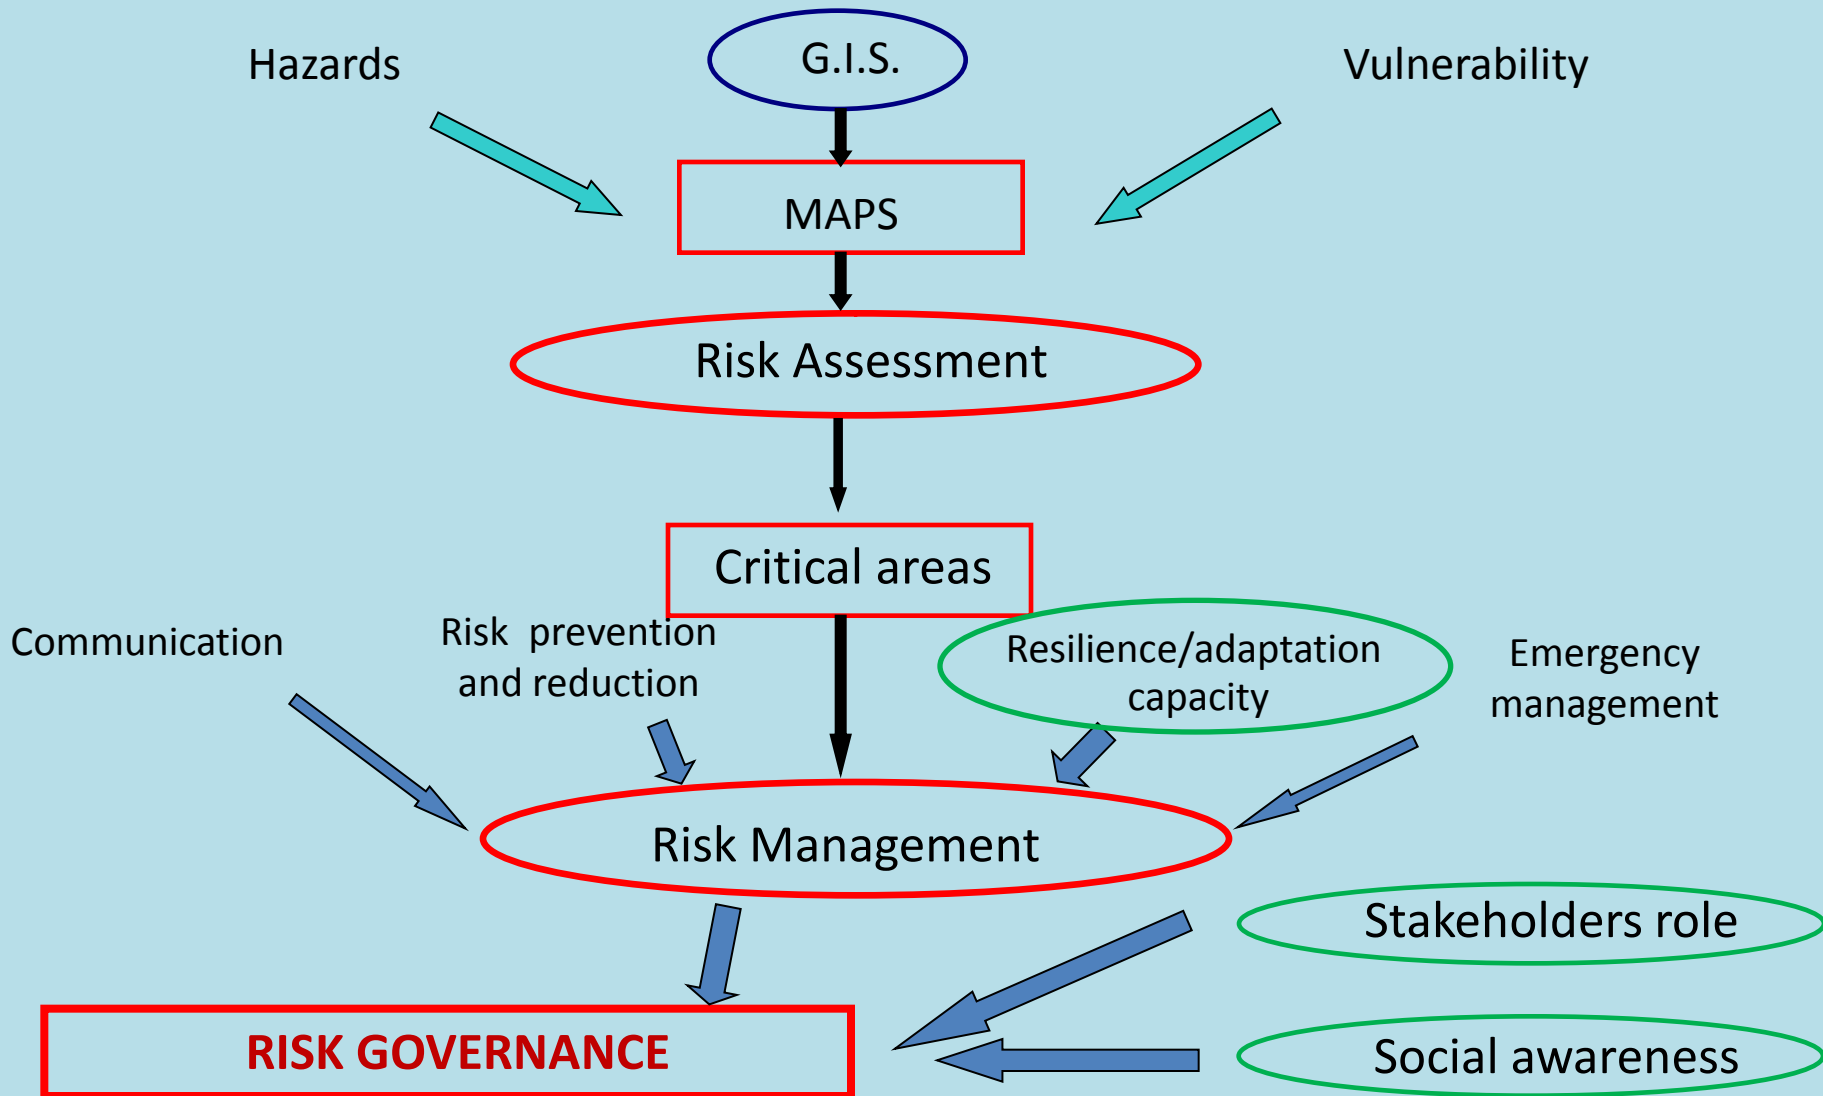 Hazards
G.I.S.
Vulnerability
MAPS
Risk Assessment
Critical areas
Communication
Risk prevention
and reduction
Resilience/adaptation
capacity
Emergency
management
Risk Management
Stakeholders role
RISK GOVERNANCE
Social awareness